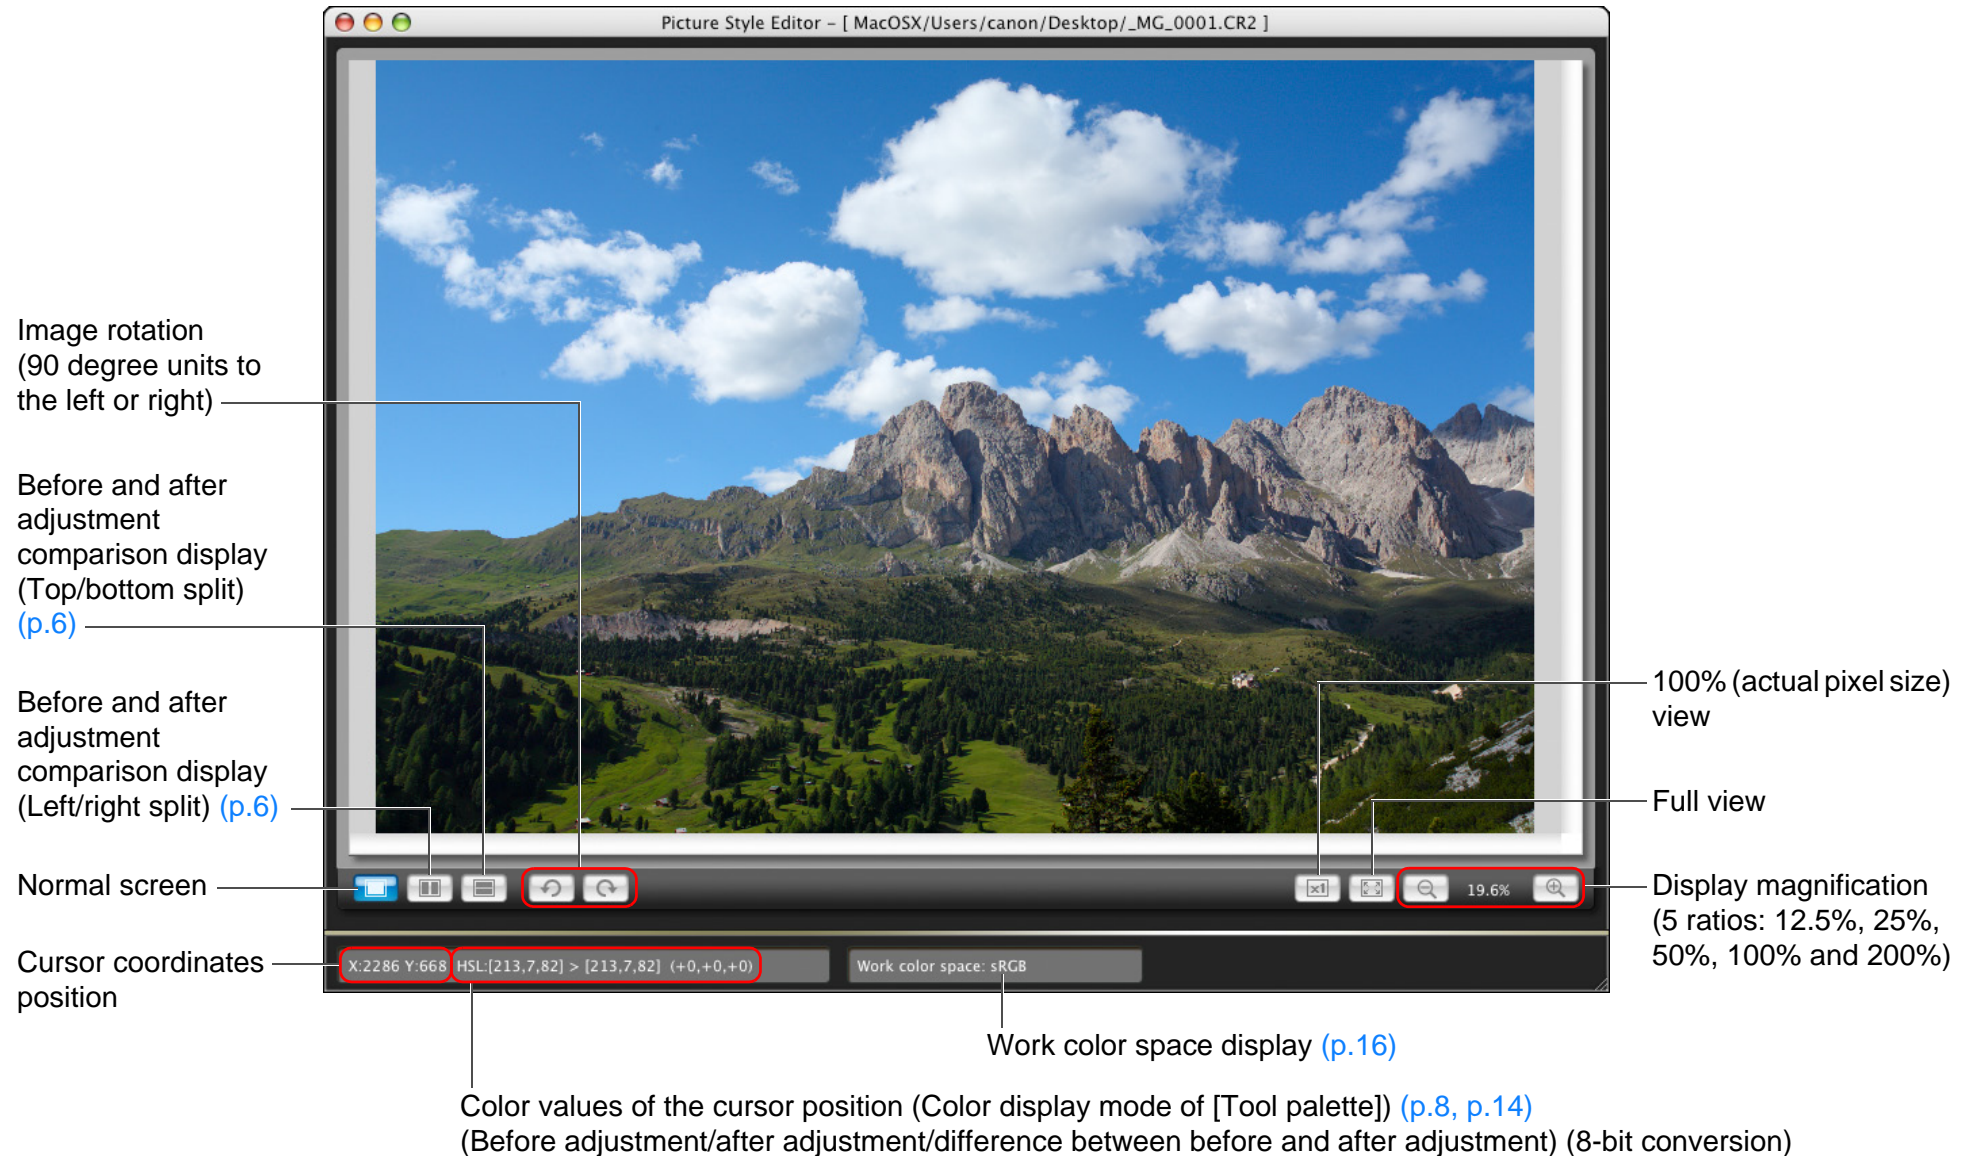 Picture Style Editor – [ MacOSX/Users/canon/Desktop/_MG_0001.CR2 ]
Image rotation
(90 degree units to
the left or right)
Before and after
adjustment
comparison display
(Top/bottom split)
(p.6)
Before and after
adjustment
comparison display
(Left/right split) (p.6)
Normal screen
Cursor coordinates
position
100% (actual pixel size)
view
Full view
Display magnification
(5 ratios: 12.5%, 25%,
50%, 100% and 200%)
x1
19.6%
X:2286 Y:668 HSL:[213,7,82] > [213,7,82] (+0,+0,+0)
Work color space: sRGB
Work color space display (p.16)
Color values of the cursor position (Color display mode of [Tool palette]) (p.8, p.14)
(Before adjustment/after adjustment/difference between before and after adjustment) (8-bit conversion)